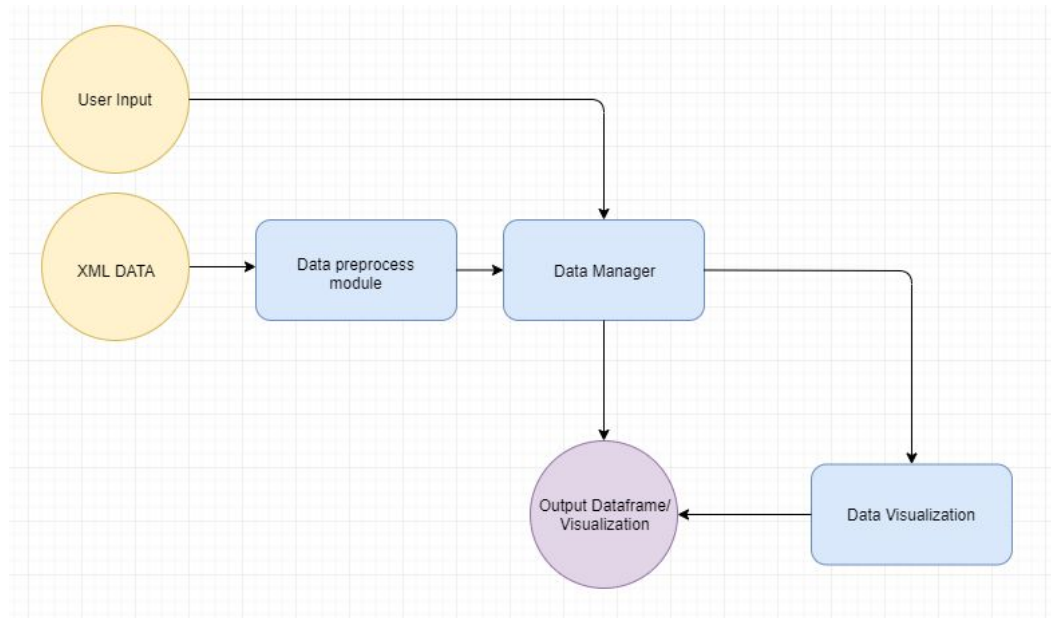 User Input
XML DATA
Data preprocess
module
Data Manager
Output Dataframe/
Visualization
Data Visualization